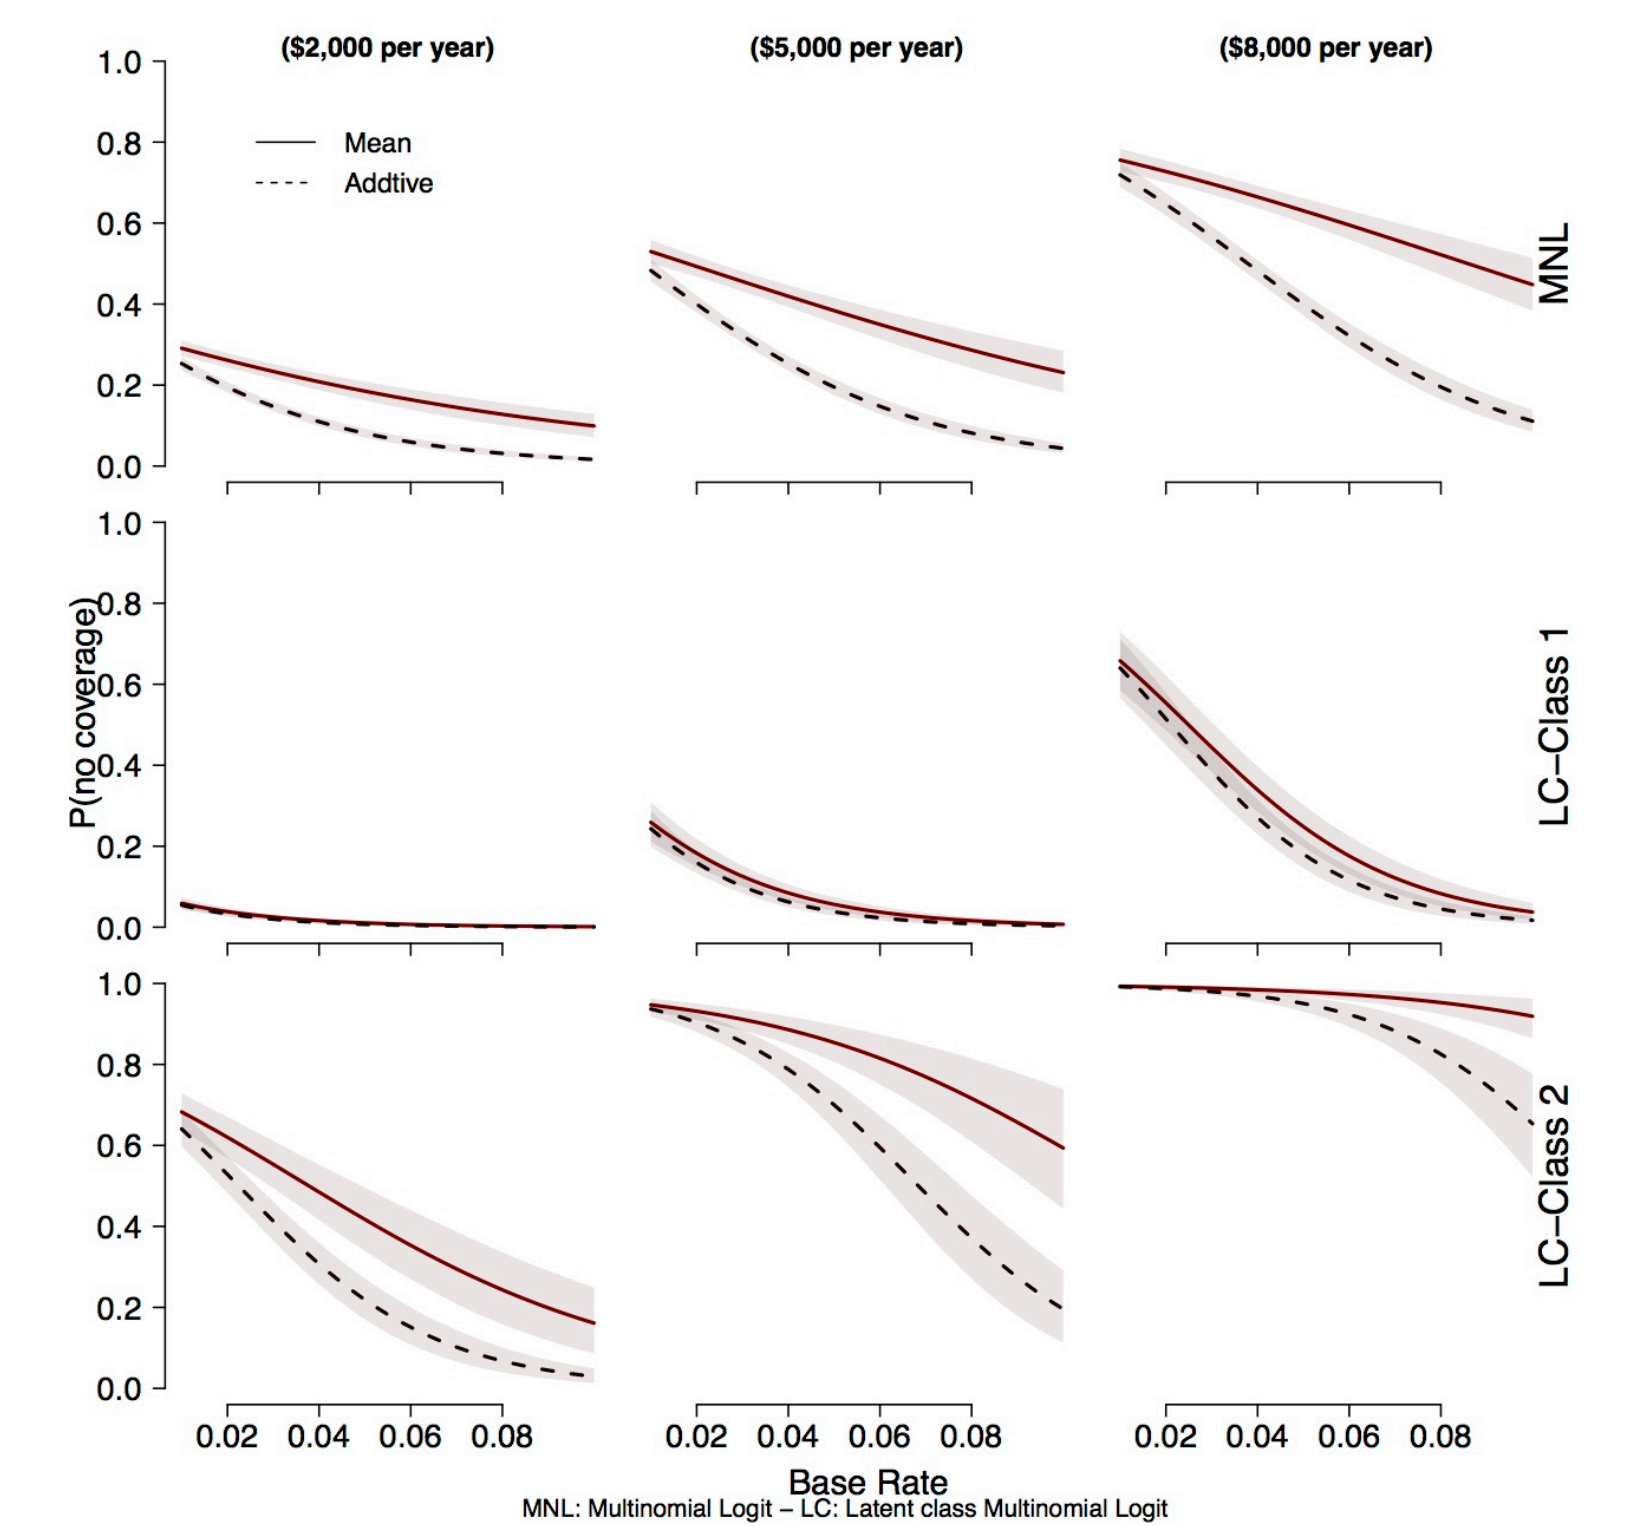 ($2,000 per year) ($5,000 per year) ($8,000 per year)
1.0
0.8
0.6
0.4
0.2
0.0
Mean
Addtive
MNL
1.0
0.8
0.6
0.4
0.2
0.0
P(no coverage)
LC–Class 1
1.0
0.8
0.6
0.4
0.2
0.0
LC–Class 2
0.02 0.04 0.06 0.08 0.02 0.04 0.06 0.08 0.02 0.04 0.06 0.08
Base Rate
MNL: Multinomial Logit – LC: Latent class Multinomial Logit